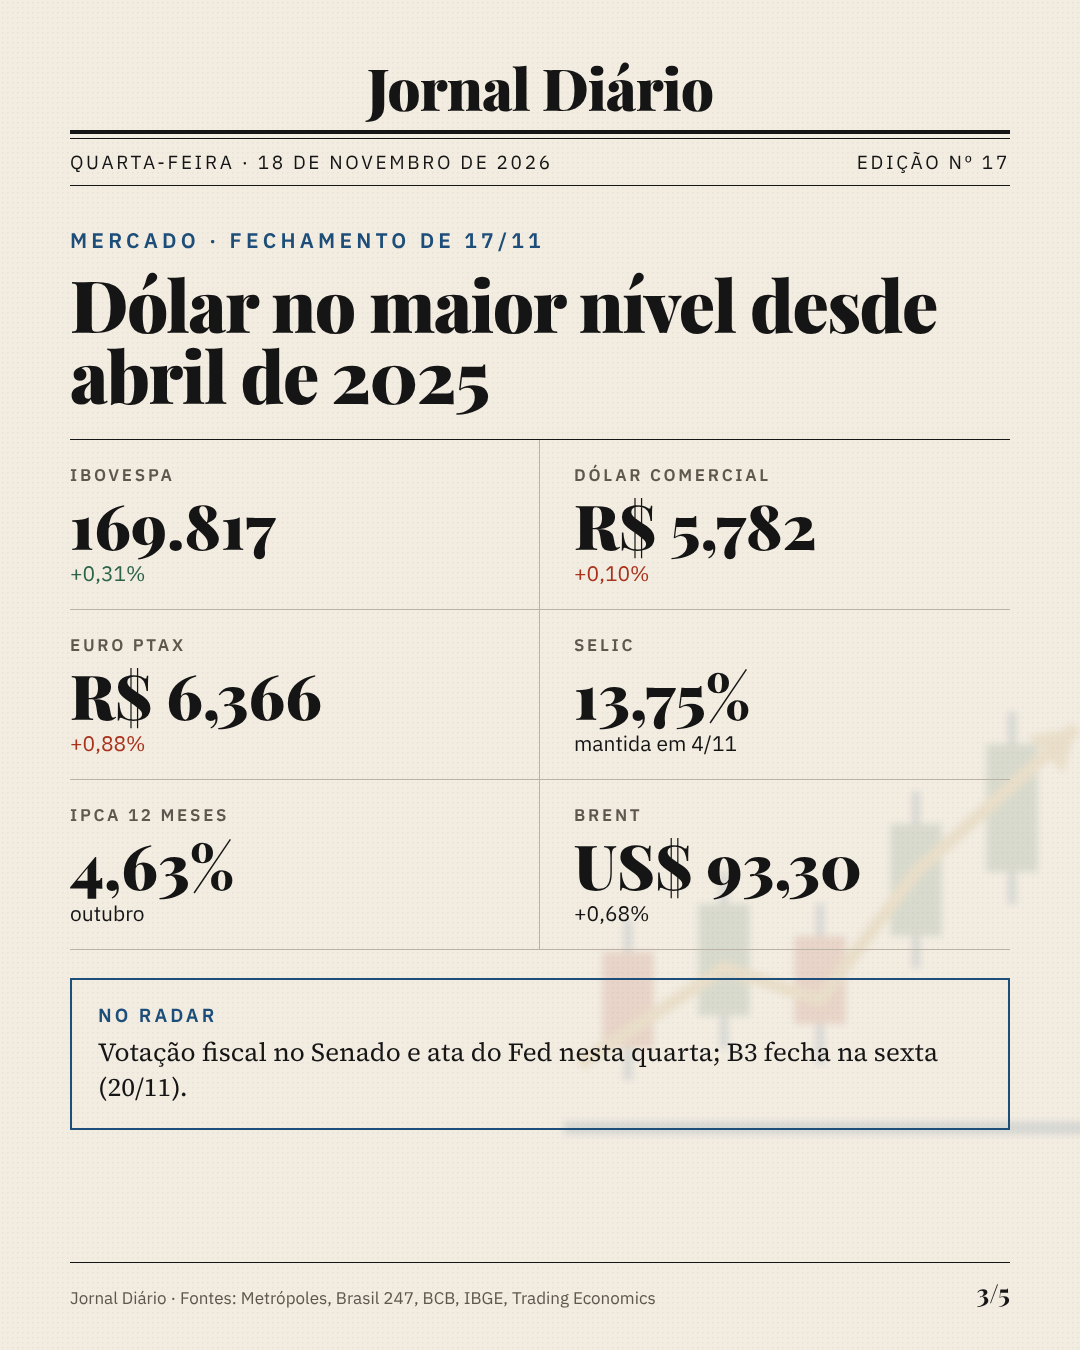 Jornal Diário
QUARTA-FEIRA · 18 DE NOVEMBRO DE 2026
EDIÇÃO Nº 17
MERCADO · FECHAMENTO DE 17/11
Dólar no maior nível desde
abril de 2025
IBOVESPA
169.817
+0,31%
DÓLAR COMERCIAL
R$ 5,782
+0,10%
EURO PTAX
R$ 6,366
+0,88%
SELIC
13,75%
mantida em 4/11
IPCA 12 MESES
4,63%
outubro
BRENT
US$ 93,30
+0,68%
NO RADAR
Votação fiscal no Senado e ata do Fed nesta quarta; B3 fecha na sexta
(20/11).
Jornal Diário · Fontes: Metrópoles, Brasil 247, BCB, IBGE, Trading Economics
3/5